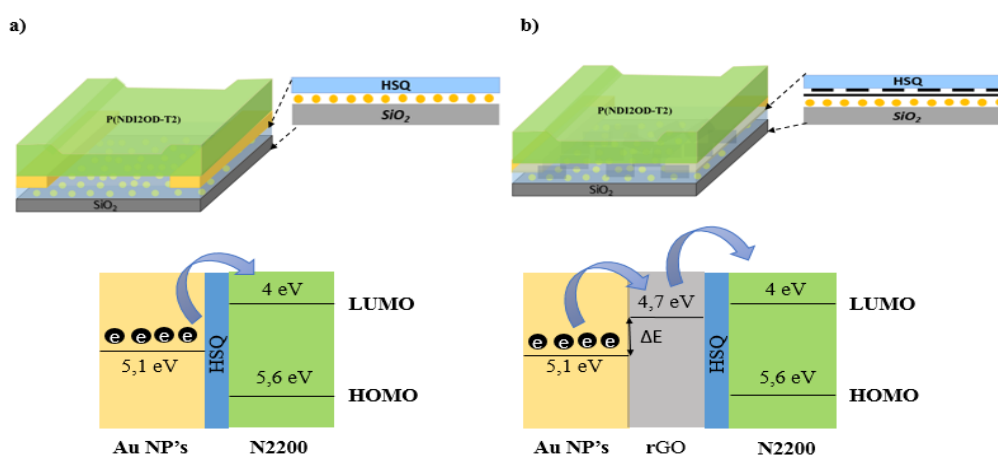 a)
HSQ
SiO₂
P(NDI2OD-T2)
SiO₂
4 eV
LUMO
e e e e
5,1 eV
HSQ
5,6 eV
HOMO
Au NP's
N2200
b)
HSQ
SiO₂
P(NDI2OD-T2)
SiO₂
4,7 eV
4 eV
LUMO
ΔE
e e e e
5,1 eV
HSQ
5,6 eV
HOMO
Au NP's
rGO
N2200